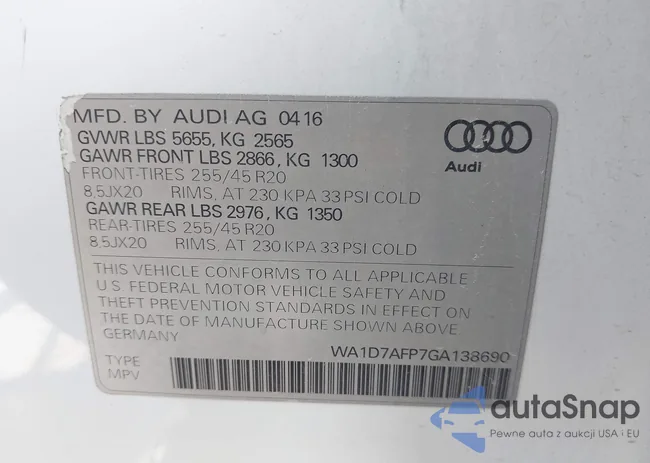 MFD. BY AUDI AG 04 16
GVWR LBS 5655, KG 2565
GAWR FRONT LBS 2866, KG 1300
FRONT-TIRES 255/45 R20
8,5JX20 RIMS, AT 230 KPA 33 PSI COLD
GAWR REAR LBS 2976, KG 1350
REAR-TIRES 255/45 R20
8,5JX20 RIMS, AT 230 KPA 33 PSI COLD
Audi
THIS VEHICLE CONFORMS TO ALL APPLICABLE
U.S. FEDERAL MOTOR VEHICLE SAFETY AND
THEFT PREVENTION STANDARDS IN EFFECT ON
THE DATE OF MANUFACTURE SHOWN ABOVE.
GERMANY
WA1D7AFP7GA138690
TYPE
MPV
autaSnap
Pewne auta z aukcji USA i EU